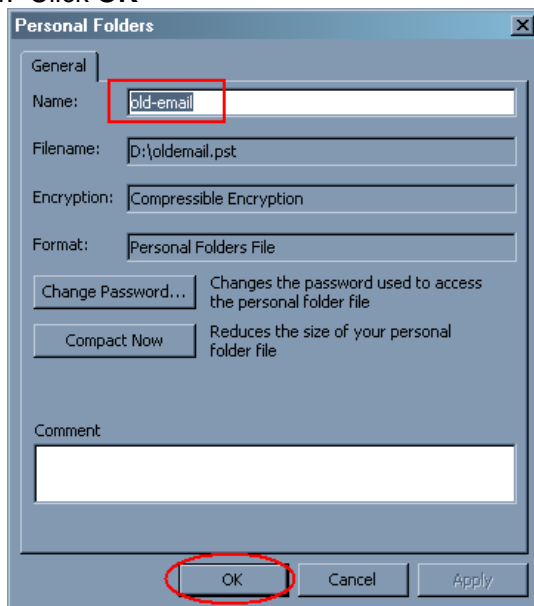 Click OK
Personal Folders
General
Name: old-email
Filename: D:\oldemail.pst
Encryption: Compressible Encryption
Format: Personal Folders File
Change Password... Changes the password used to access
the personal folder file
Compact Now Reduces the size of your personal
folder file
Comment
OK Cancel Apply